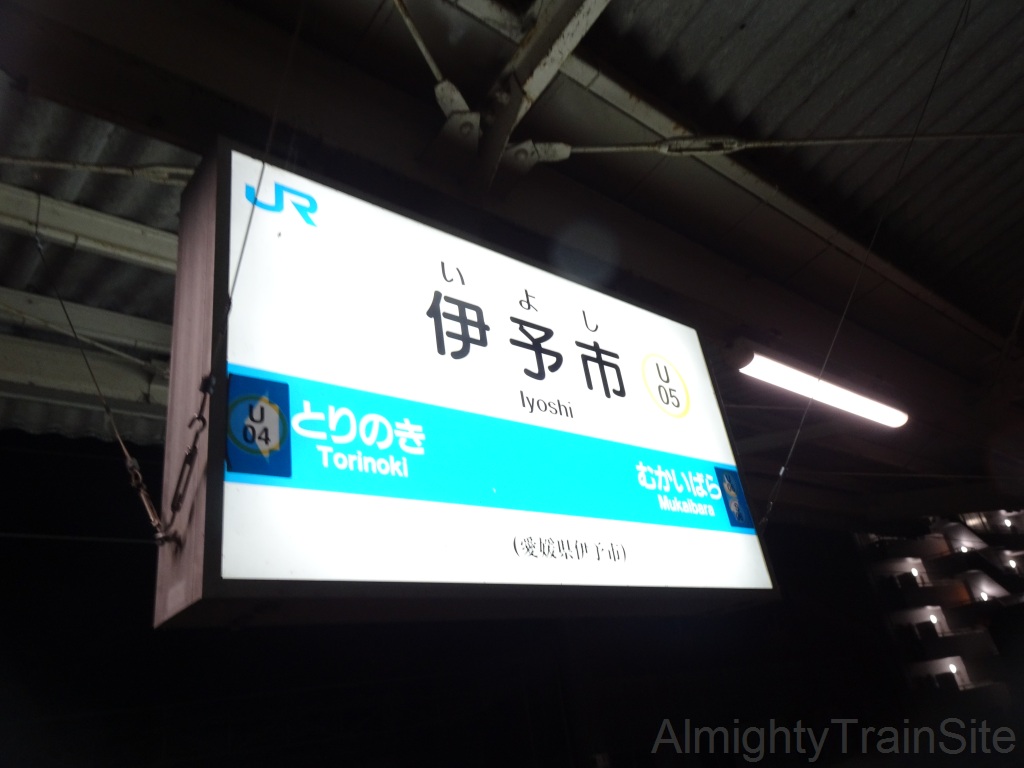 JR
いよし
伊予市
U
05
Iyoshi
U
04
とりのき
Torinoki
むかいばら
Mukaibara
(愛媛県伊予市)
AlmightyTrainSite